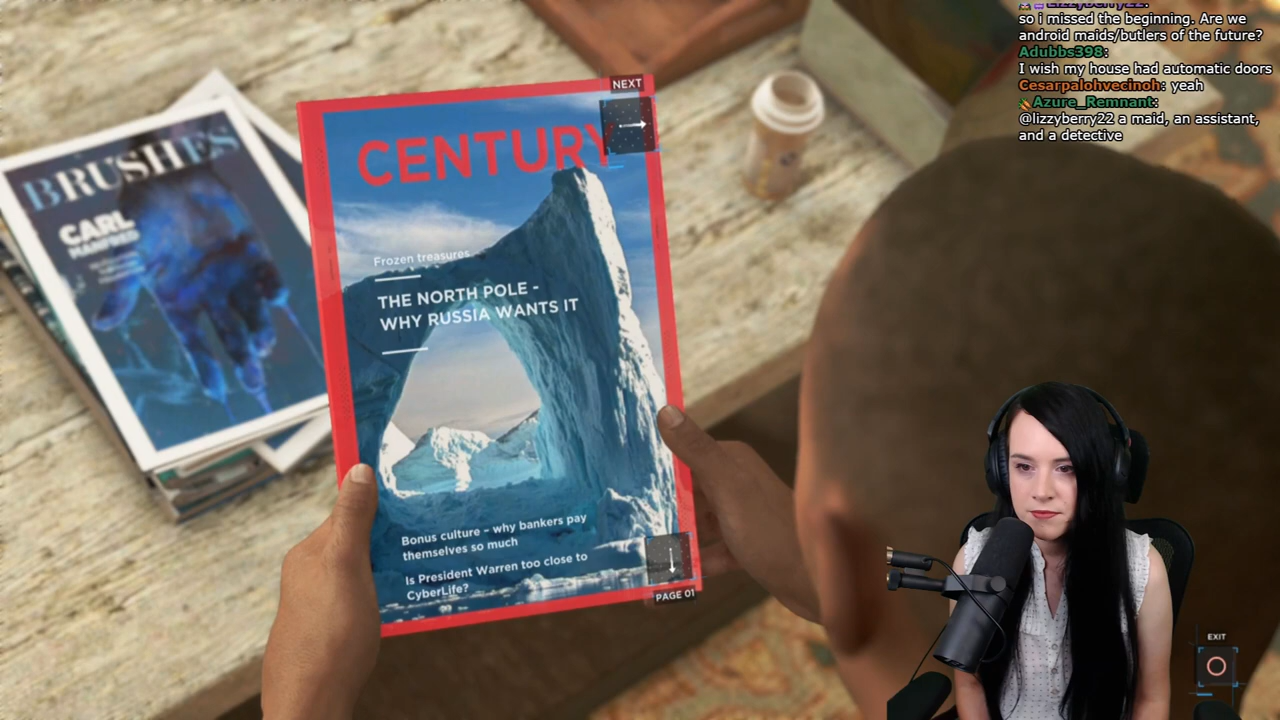 Lizzyberry22:
so i missed the beginning. Are we
android maids/butlers of the future?
Adubbs398:
I wish my house had automatic doors
Cesarpalohvecinoh: yeah
Azure_Remnant:
@lizzyberry22 a maid, an assistant,
and a detective
NEXT
CENTURY
Frozen treasures
THE NORTH POLE -
WHY RUSSIA WANTS IT
Bonus culture – why bankers pay
themselves so much
Is President Warren too close to
CyberLife?
PAGE 01
BRUSHES
CARL
MANFRED
EXIT